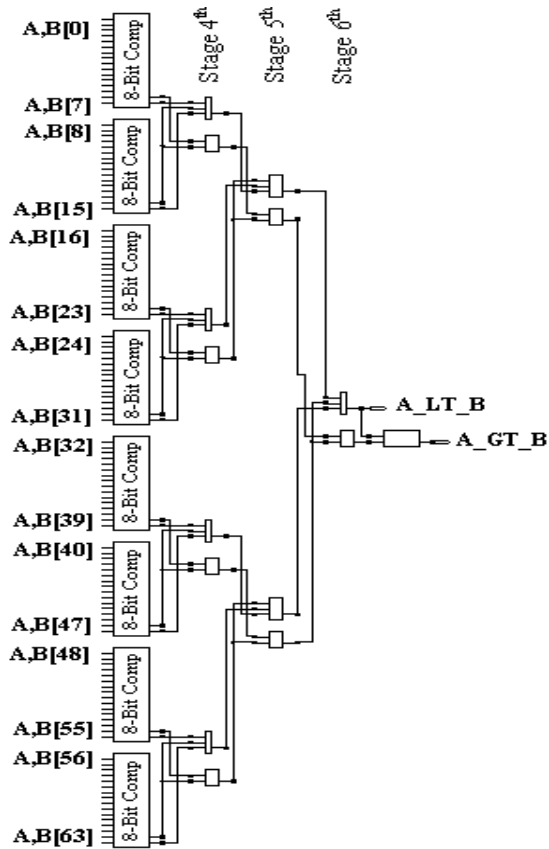 Stage 4th
Stage 5th
Stage 6th
A,B[0]
8-Bit Comp
A,B[7]
A,B[8]
8-Bit Comp
A,B[15]
A,B[16]
8-Bit Comp
A,B[23]
A,B[24]
8-Bit Comp
A,B[31]
A_LT_B
A_GT_B
A,B[32]
8-Bit Comp
A,B[39]
A,B[40]
8-Bit Comp
A,B[47]
A,B[48]
8-Bit Comp
A,B[55]
A,B[56]
8-Bit Comp
A,B[63]